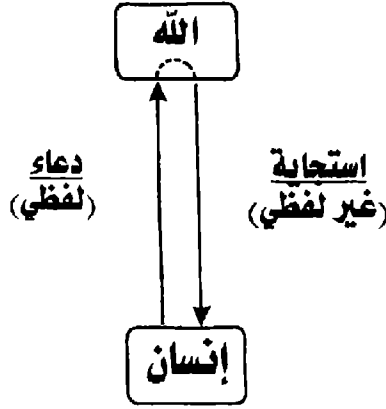 الله
استجابة
(غير لفظي)
دعاء
(لفظي)
إنسان